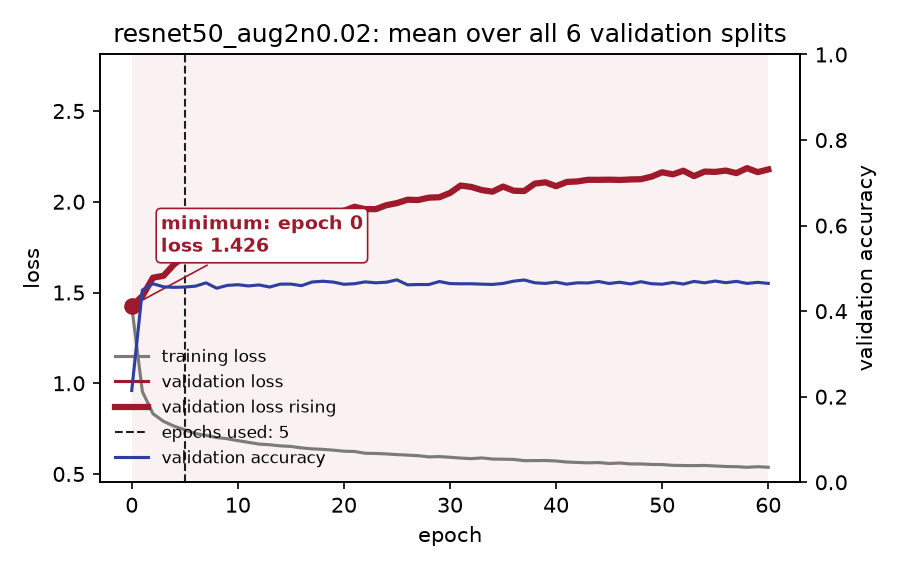 resnet50_aug2n0.02: mean over all 6 validation splits
loss
2.5
2.0
1.5
1.0
0.5
minimum: epoch 0
loss 1.426
training loss
validation loss
validation loss rising
epochs used: 5
validation accuracy
0
10
20
30
40
50
60
epoch
1.0
0.8
0.6
0.4
0.2
0.0
validation accuracy